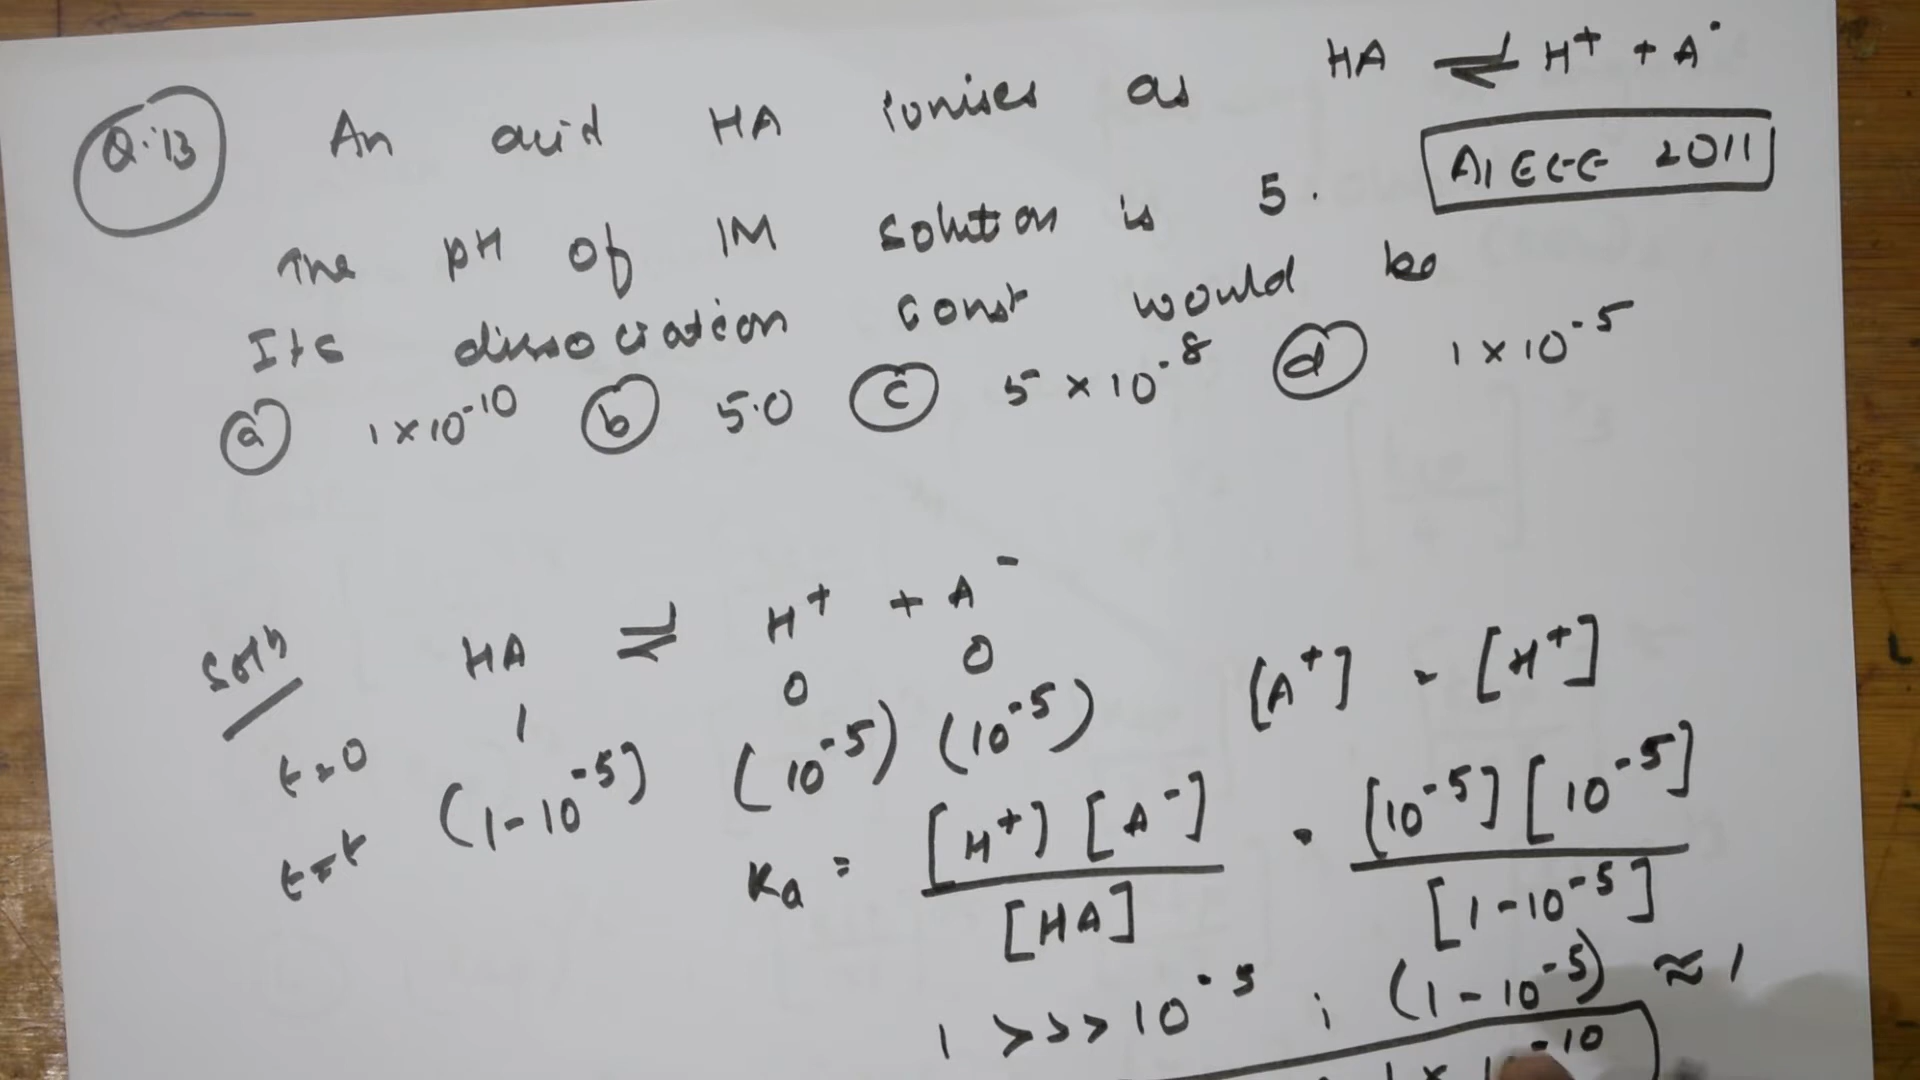 Q.13 An acid HA ionises as HA ⇌ H⁺ + A⁻
AIEEE 2011
The pH of 1M solution is 5.
Its dissociation const would be
(a) 1 × 10⁻¹⁰ (b) 5.0 (c) 5 × 10⁻⁸ (d) 1 × 10⁻⁵
Soln HA ⇌ H⁺ + A⁻
t=0 1 0 0 [A⁺] = [H⁺]
t=t (1-10⁻⁵) (10⁻⁵) (10⁻⁵)
Ka = [H⁺] [A⁻] / [HA] = [10⁻⁵] [10⁻⁵] / [1-10⁻⁵]
1 >>> 10⁻⁵ ; (1-10⁻⁵) ≈ 1